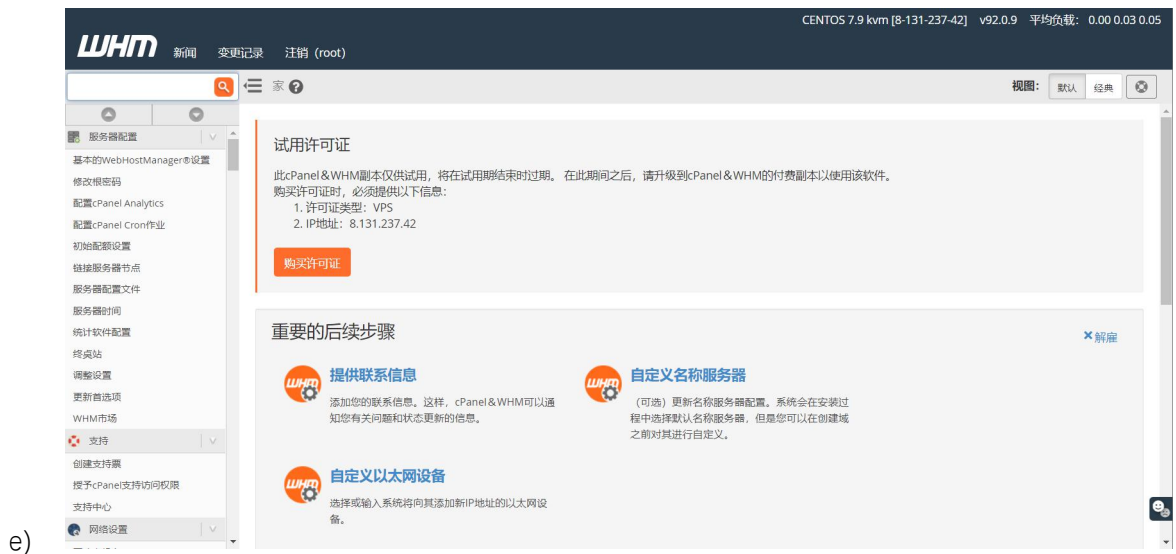 CENTOS 7.9 kvm [8-131-237-42] v92.0.9 平均负载: 0.00 0.03 0.05
WHM 新闻 变更记录 注销 (root)
家 视图: 默认 经典
服务器配置
基本的WebHostManager®设置
修改根密码
配置cPanel Analytics
配置cPanel Cron作业
初始配额设置
链接服务器节点
服务器配置文件
服务器时间
统计软件配置
终桌站
调整设置
更新首选项
WHM市场
支持
创建支持票
授予cPanel支持访问权限
支持中心
网络设置
试用许可证
此cPanel&WHM副本仅供试用，将在试用期结束时过期。 在此期间之后，请升级到cPanel&WHM的付费副本以使用该软件。
购买许可证时，必须提供以下信息:
1. 许可证类型: VPS
2. IP地址: 8.131.237.42
购买许可证
重要的后续步骤
×解雇
WHM 提供联系信息
添加您的联系信息。这样，cPanel&WHM可以通
知您有关问题和状态更新的信息。
WHM 自定义名称服务器
（可选）更新名称服务器配置。系统会在安装过
程中选择默认名称服务器，但是您可以在创建域
之前对其进行自定义。
WHM 自定义以太网设备
选择或输入系统将向其添加新IP地址的以太网设
备。
e)